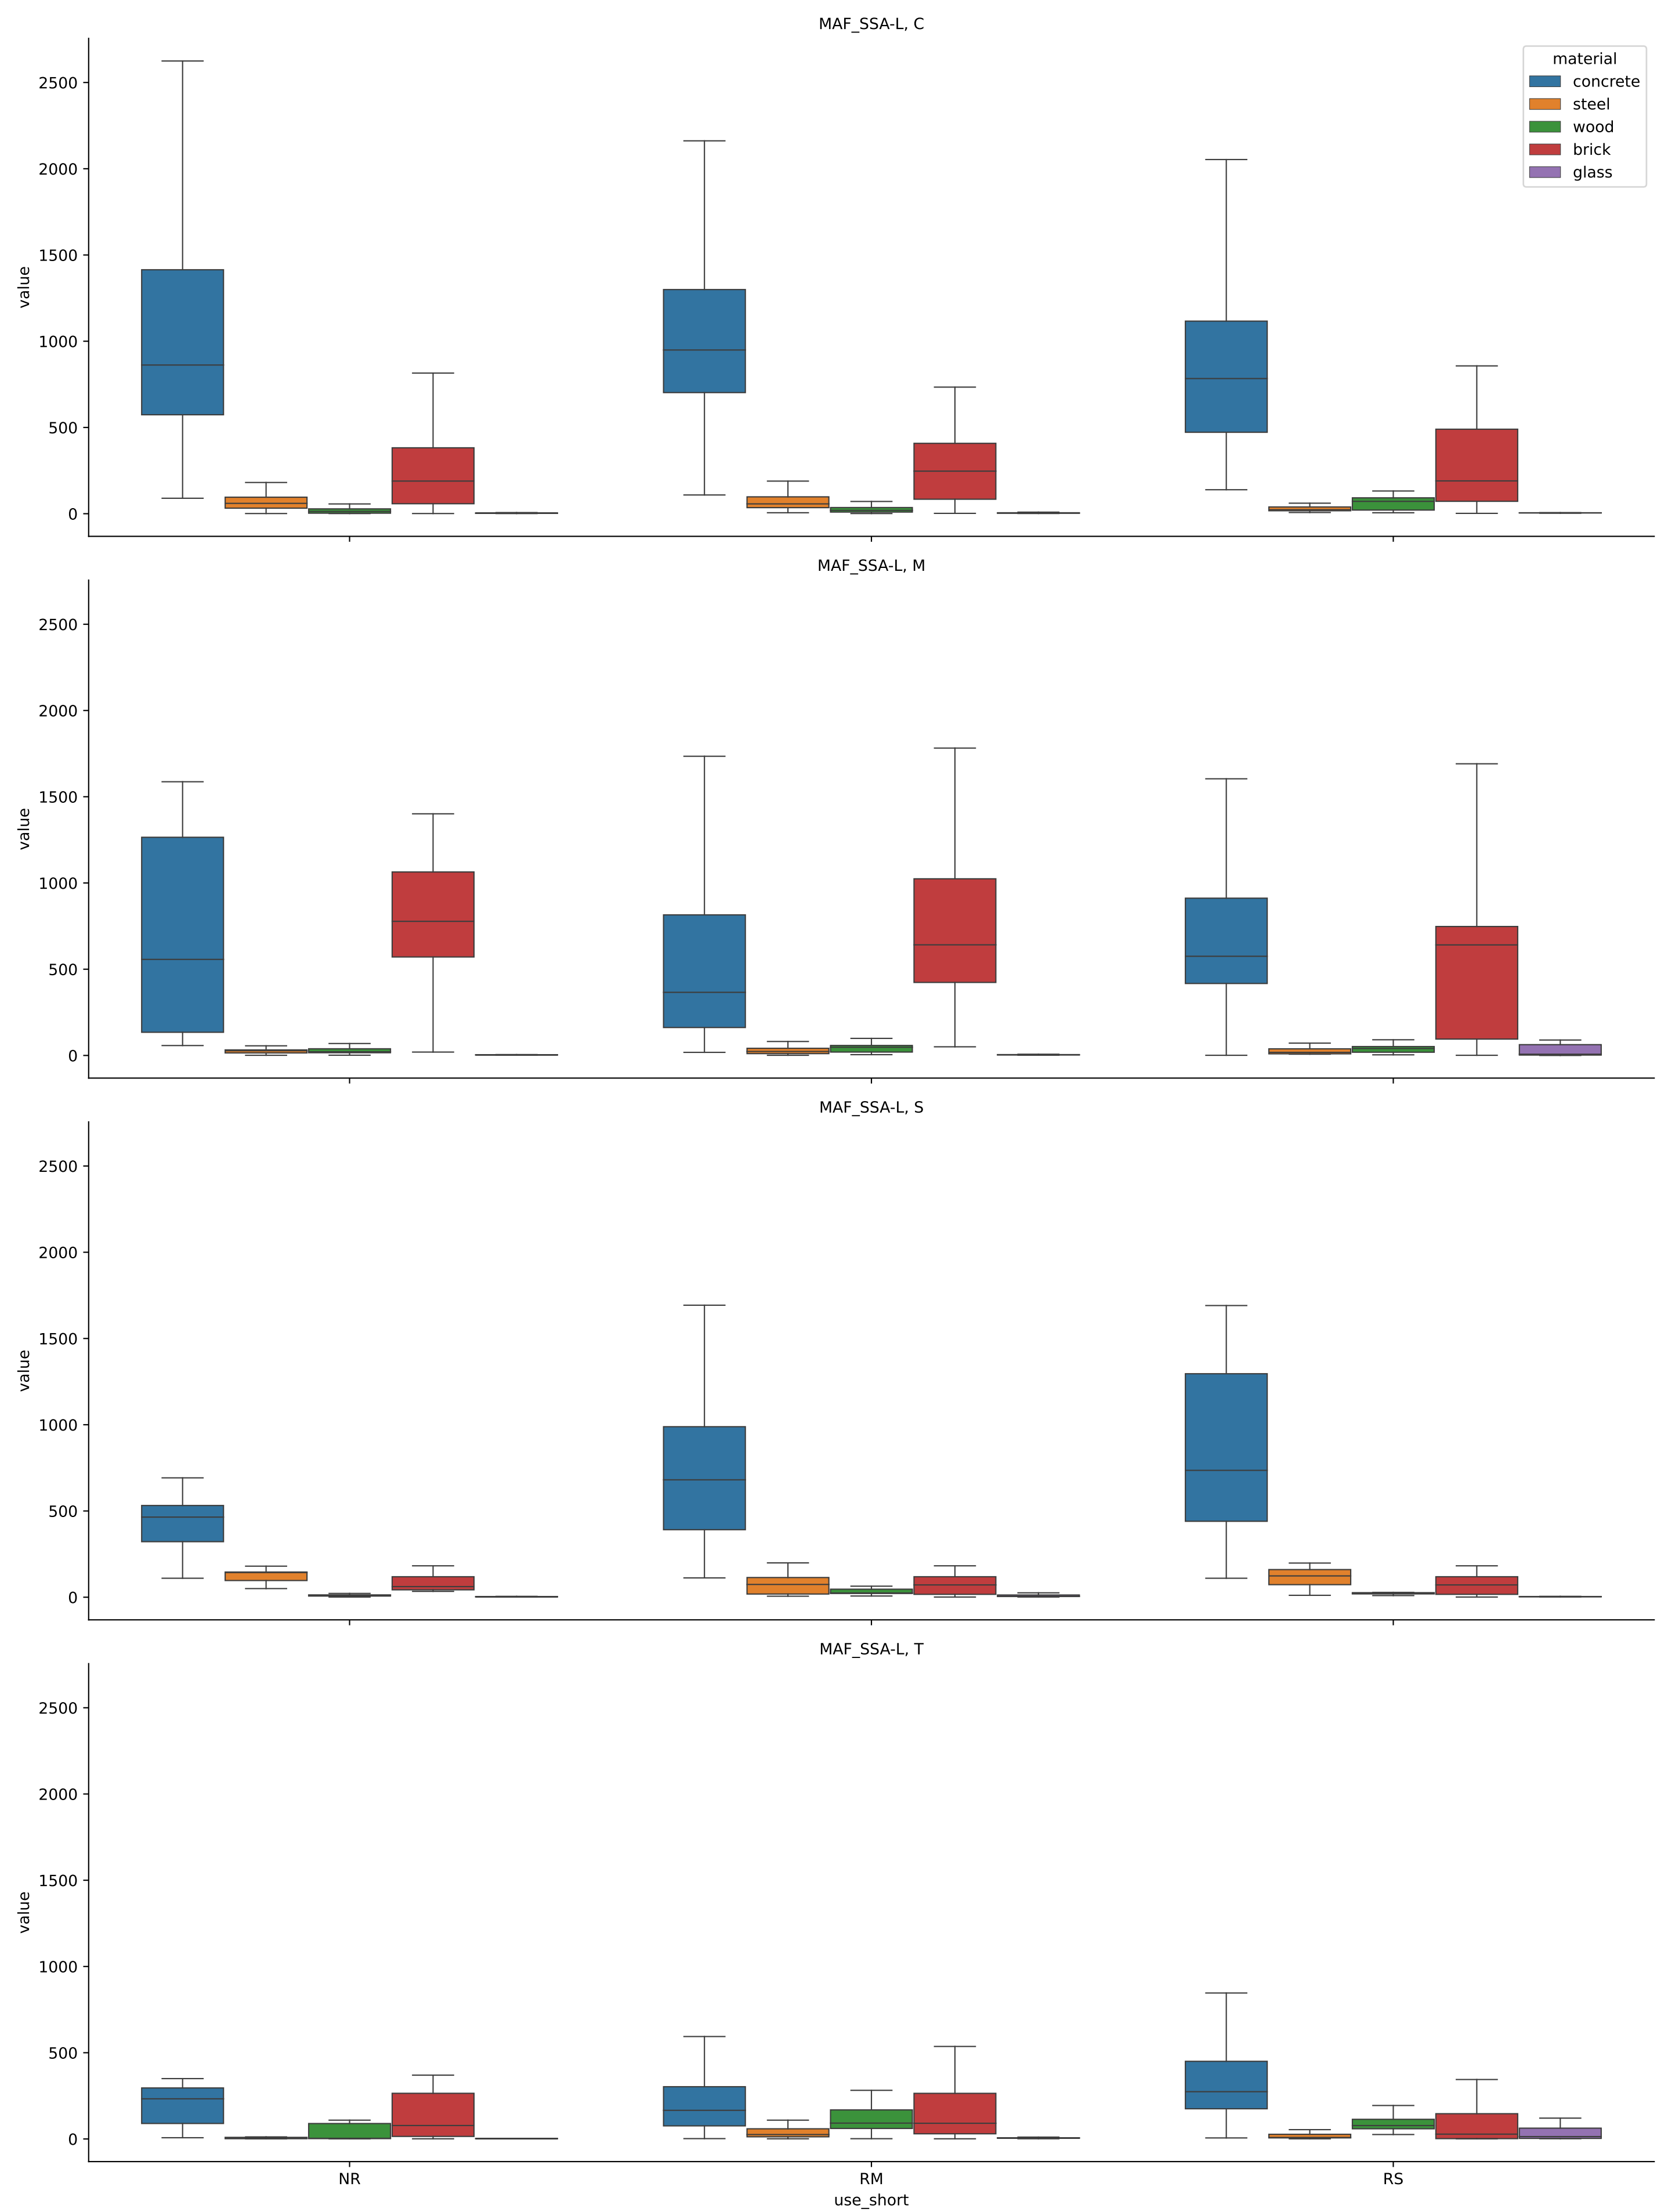 MAF_SSA-L, C
2500
2000
1500
1000
500
0
value
material
concrete
steel
wood
brick
glass
MAF_SSA-L, M
2500
2000
1500
1000
500
0
value
MAF_SSA-L, S
2500
2000
1500
1000
500
0
value
MAF_SSA-L, T
2500
2000
1500
1000
500
0
value
NR RM RS
use_short